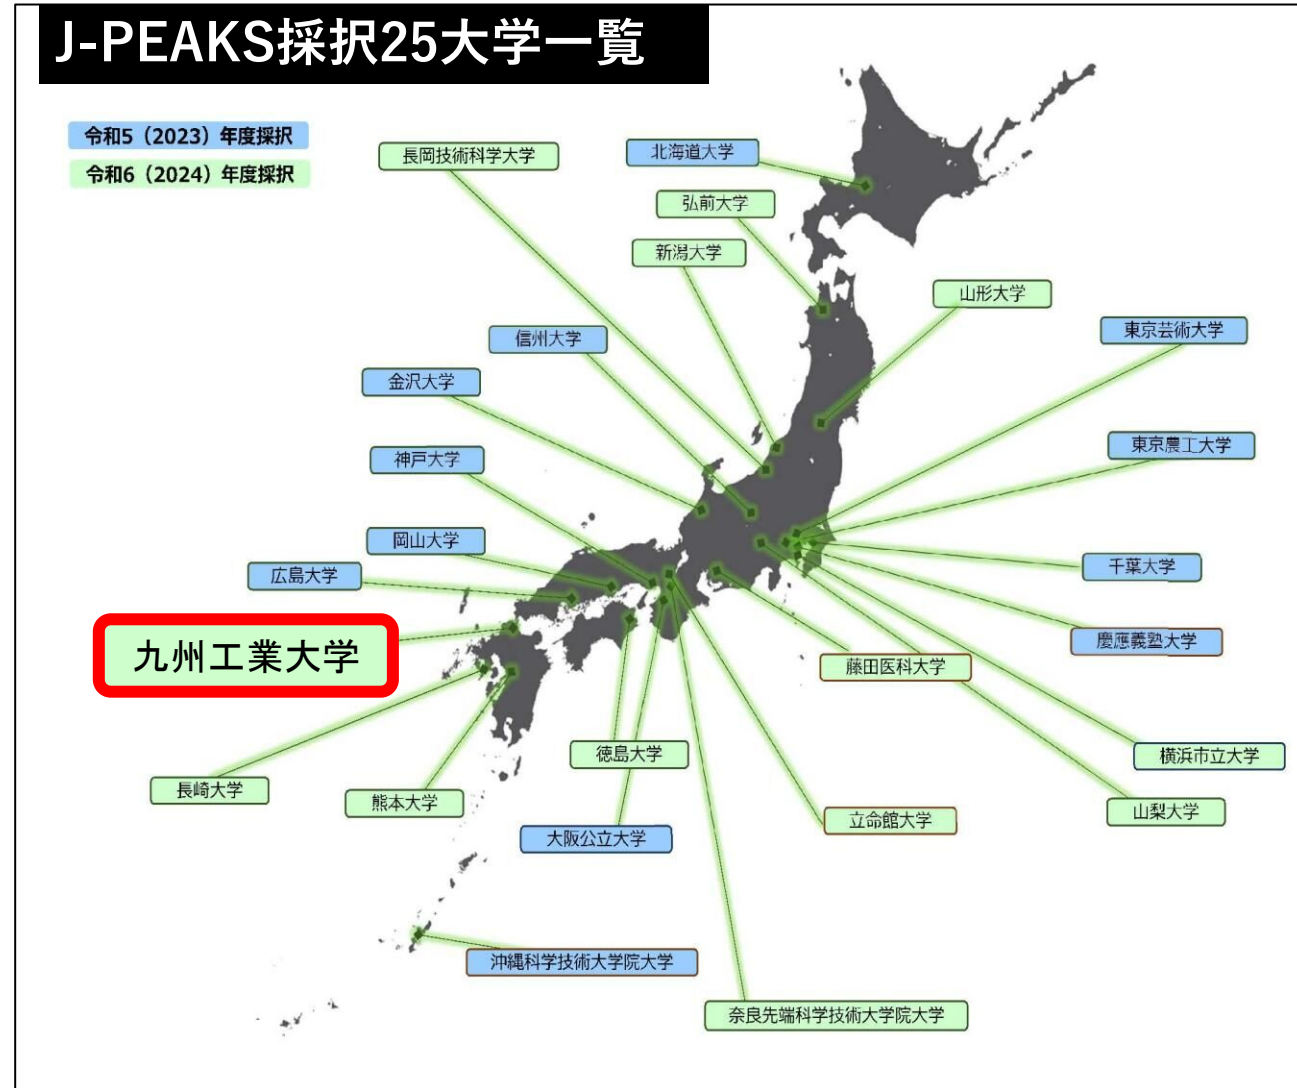 J-PEAKS採択25大学一覧
令和5（2023）年度採択
令和6（2024）年度採択
長岡技術科学大学
北海道大学
弘前大学
新潟大学
山形大学
信州大学
東京芸術大学
金沢大学
東京農工大学
神戸大学
岡山大学
千葉大学
広島大学
慶應義塾大学
九州工業大学
藤田医科大学
徳島大学
横浜市立大学
長崎大学
熊本大学
山梨大学
立命館大学
大阪公立大学
沖縄科学技術大学院大学
奈良先端科学技術大学院大学